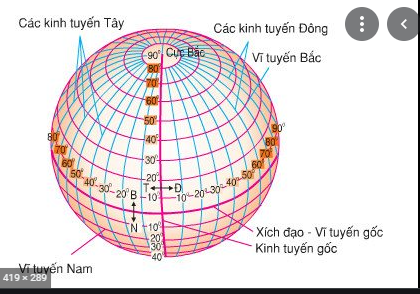 Các kinh tuyến Tây
Các kinh tuyến Đông
Cực Bắc
Vĩ tuyến Bắc
90°
80°
70°
60°
50°
40°
30°
20°
10°
80°
70°
60°
50°
40°
30°
20°
B
T
Đ
10°
20°
30°
40°
50°
60°
70°
80°
90°
N
10°
20°
30°
40°
Xích đạo - Vĩ tuyến gốc
Kinh tuyến gốc
Vĩ tuyến Nam
419 × 289